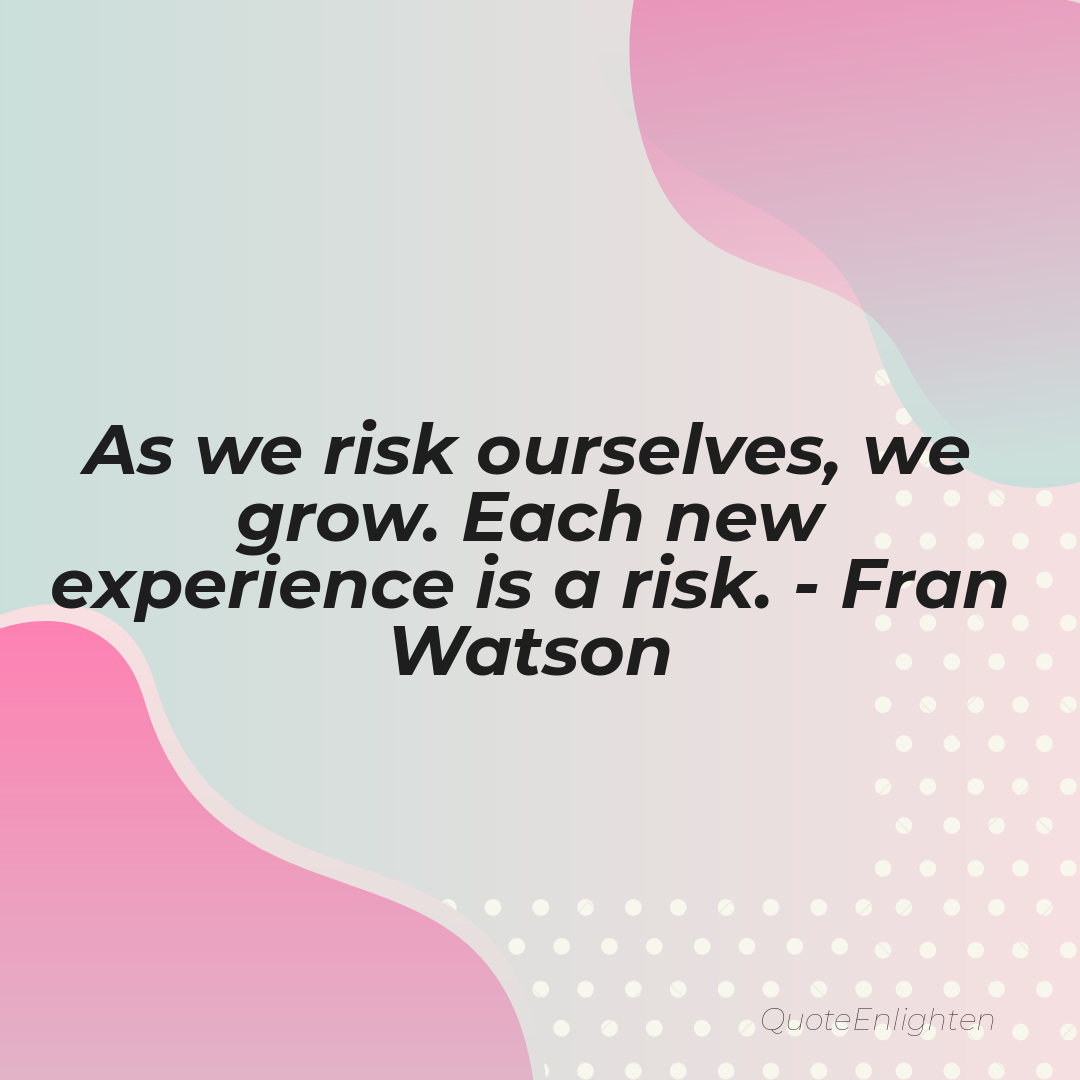 As we risk ourselves, we
grow. Each new
experience is a risk. - Fran
Watson
QuoteEnlighten